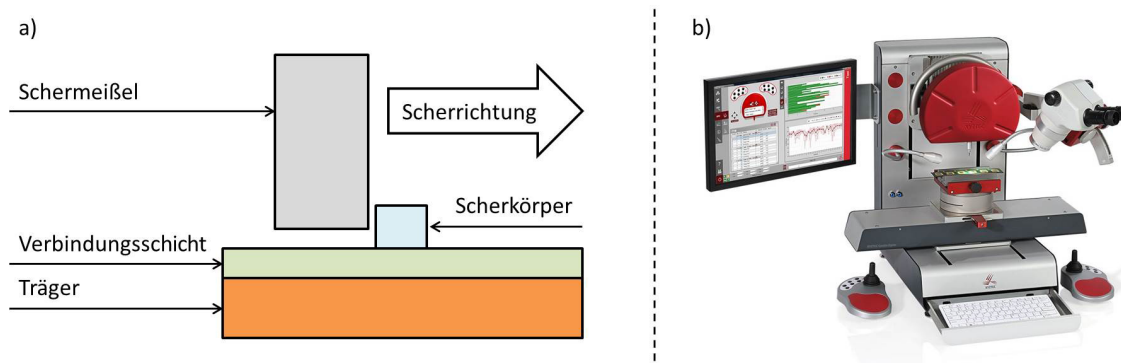 a)
Schermeißel
Scherrichtung
Scherkörper
Verbindungsschicht
Träger
b)